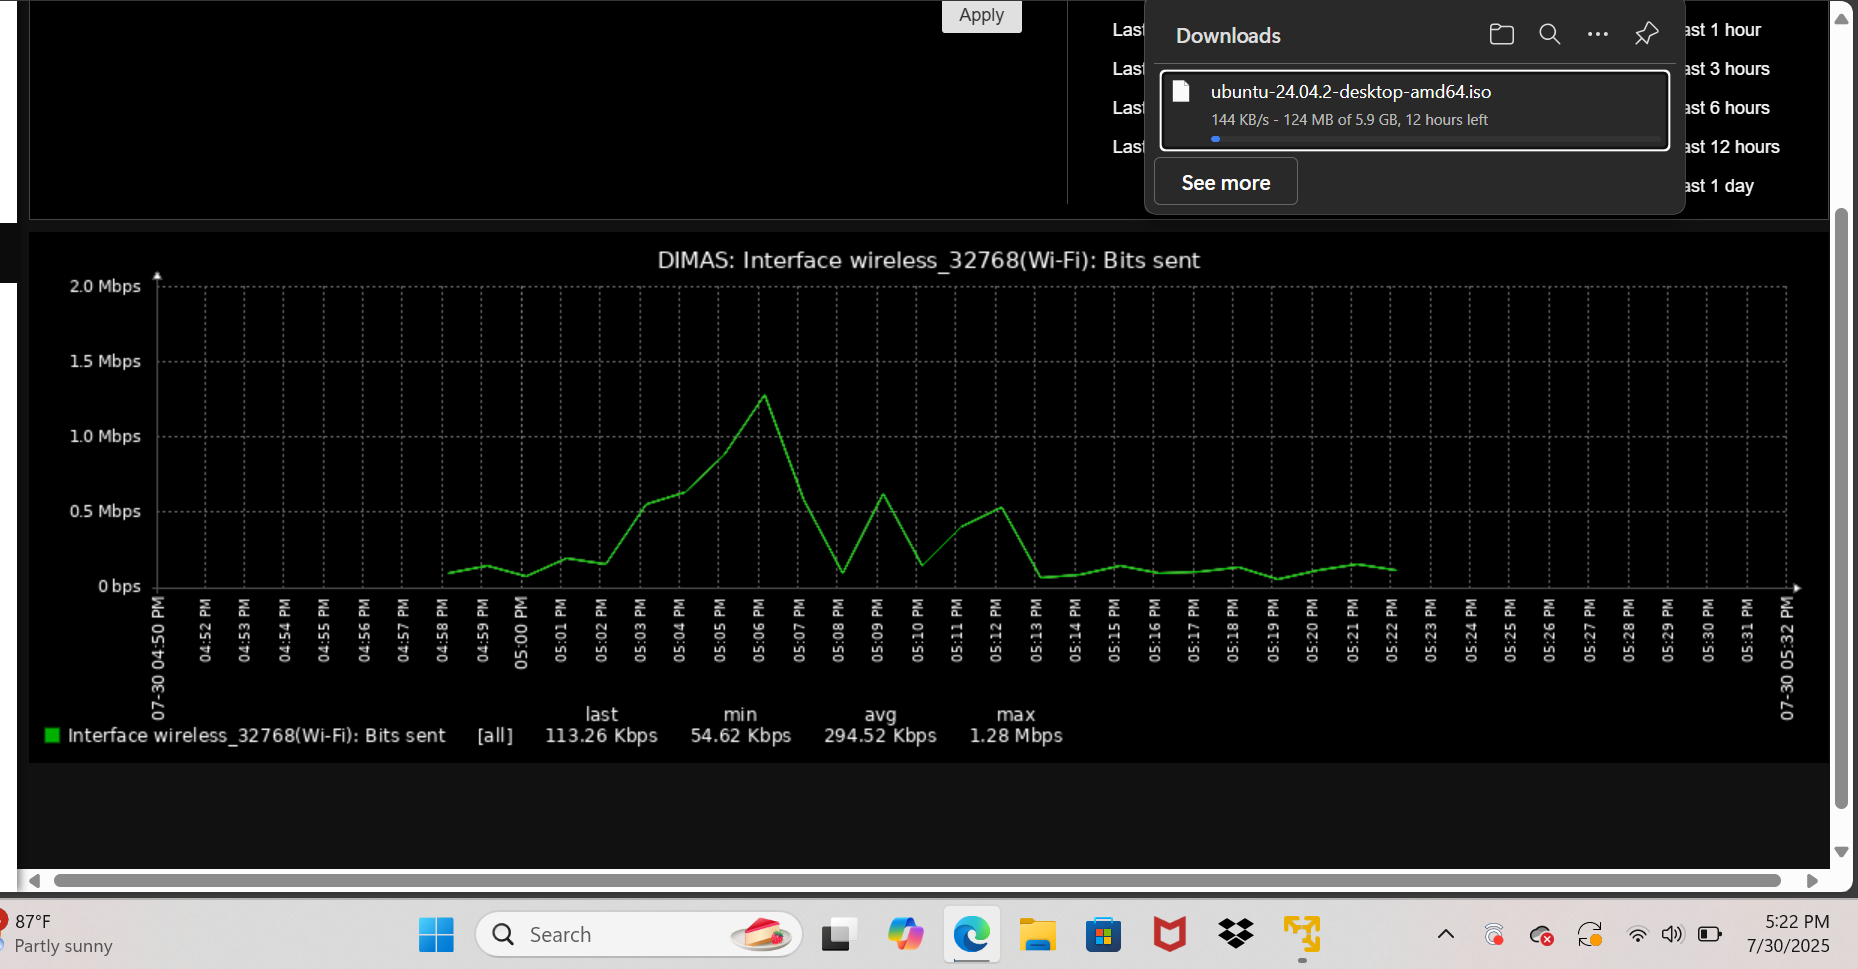 Apply
Last
Last
Last
Last
Downloads
ubuntu-24.04.2-desktop-amd64.iso
144 KB/s - 124 MB of 5.9 GB, 12 hours left
See more
ast 1 hour
ast 3 hours
ast 6 hours
ast 12 hours
ast 1 day
DIMAS: Interface wireless_32768(Wi-Fi): Bits sent
2.0 Mbps
1.5 Mbps
1.0 Mbps
0.5 Mbps
0 bps
07-30 04:50 PM
04:52 PM
04:53 PM
04:54 PM
04:55 PM
04:56 PM
04:57 PM
04:58 PM
04:59 PM
05:00 PM
05:01 PM
05:02 PM
05:03 PM
05:04 PM
05:05 PM
05:06 PM
05:07 PM
05:08 PM
05:09 PM
05:10 PM
05:11 PM
05:12 PM
05:13 PM
05:14 PM
05:15 PM
05:16 PM
05:17 PM
05:18 PM
05:19 PM
05:20 PM
05:21 PM
05:22 PM
05:23 PM
05:24 PM
05:25 PM
05:26 PM
05:27 PM
05:28 PM
05:29 PM
05:30 PM
05:31 PM
07-30 05:32 PM
last min avg max
Interface wireless_32768(Wi-Fi): Bits sent [all] 113.26 Kbps 54.62 Kbps 294.52 Kbps 1.28 Mbps
87°F
Partly sunny
Search
5:22 PM
7/30/2025